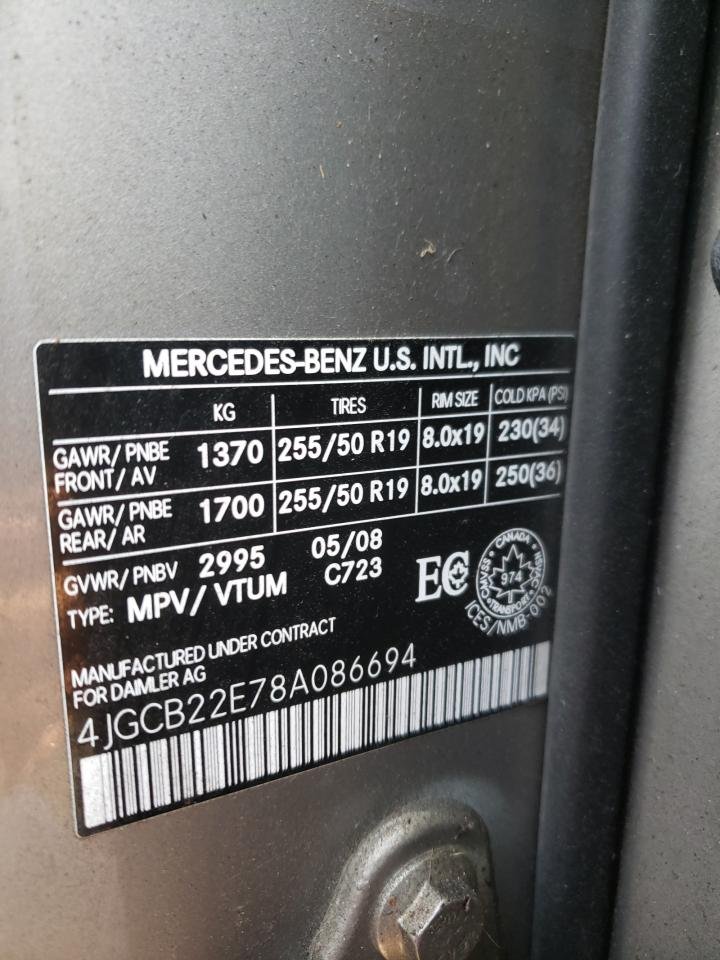 MERCEDES-BENZ U.S. INTL., INC
KG TIRES RIM SIZE COLD KPA (PSI)
GAWR/PNBE FRONT/AV 1370 255/50 R19 8.0x19 230(34)
GAWR/PNBE REAR/AR 1700 255/50 R19 8.0x19 250(36)
GVWR/PNBV 2995 05/08
TYPE: MPV/VTUM C723
EC
CANADA
974
TRANSPORT
CMVSS
NSVAC
ICES/NMB-002
MANUFACTURED UNDER CONTRACT
FOR DAIMLER AG
4JGCB22E78A086694